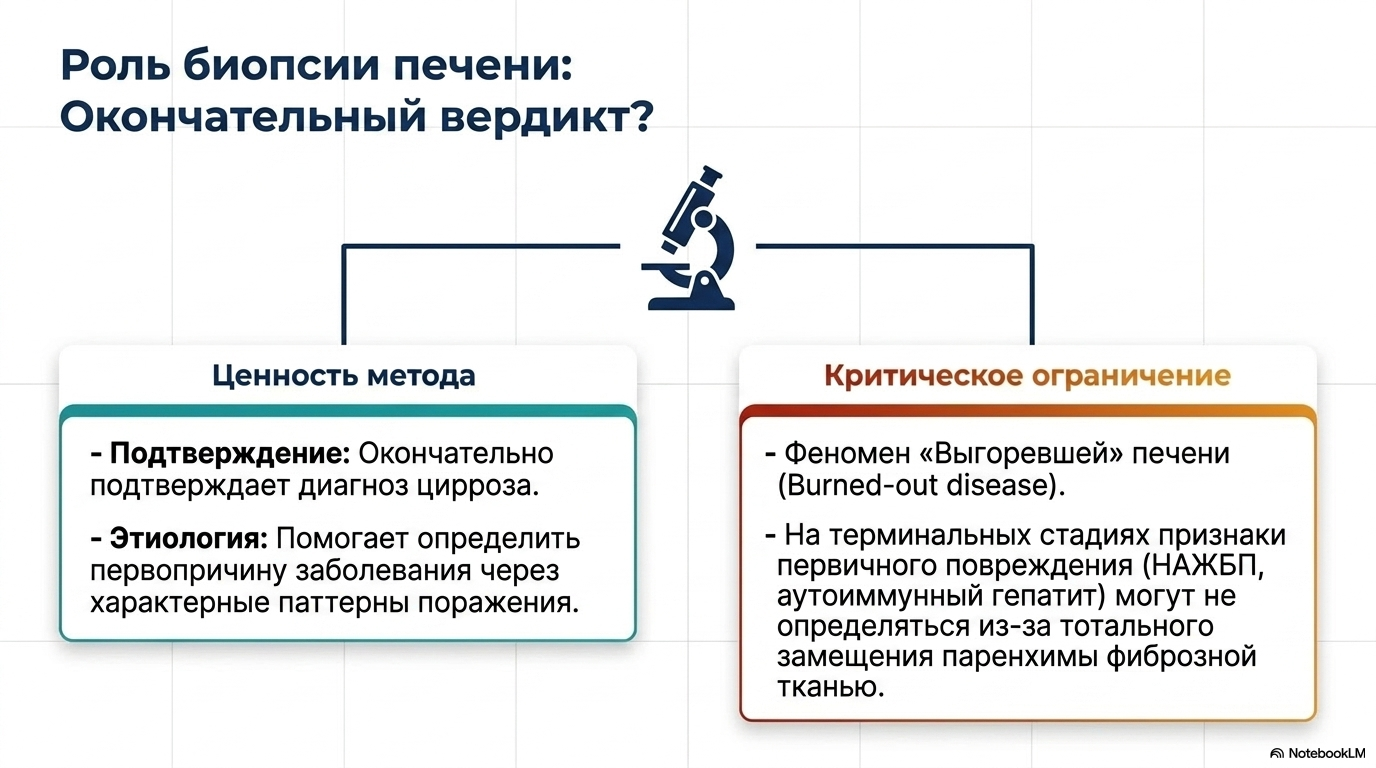 Роль биопсии печени:
Окончательный вердикт?
Ценность метода
- Подтверждение: Окончательно
подтверждает диагноз цирроза.
- Этиология: Помогает определить
первопричину заболевания через
характерные паттерны поражения.
Критическое ограничение
- Феномен «Выгоревшей» печени
(Burned-out disease).
- На терминальных стадиях признаки
первичного повреждения (НАЖБП,
аутоиммунный гепатит) могут не
определяться из-за тотального
замещения паренхимы фиброзной
тканью.
NotebookLM